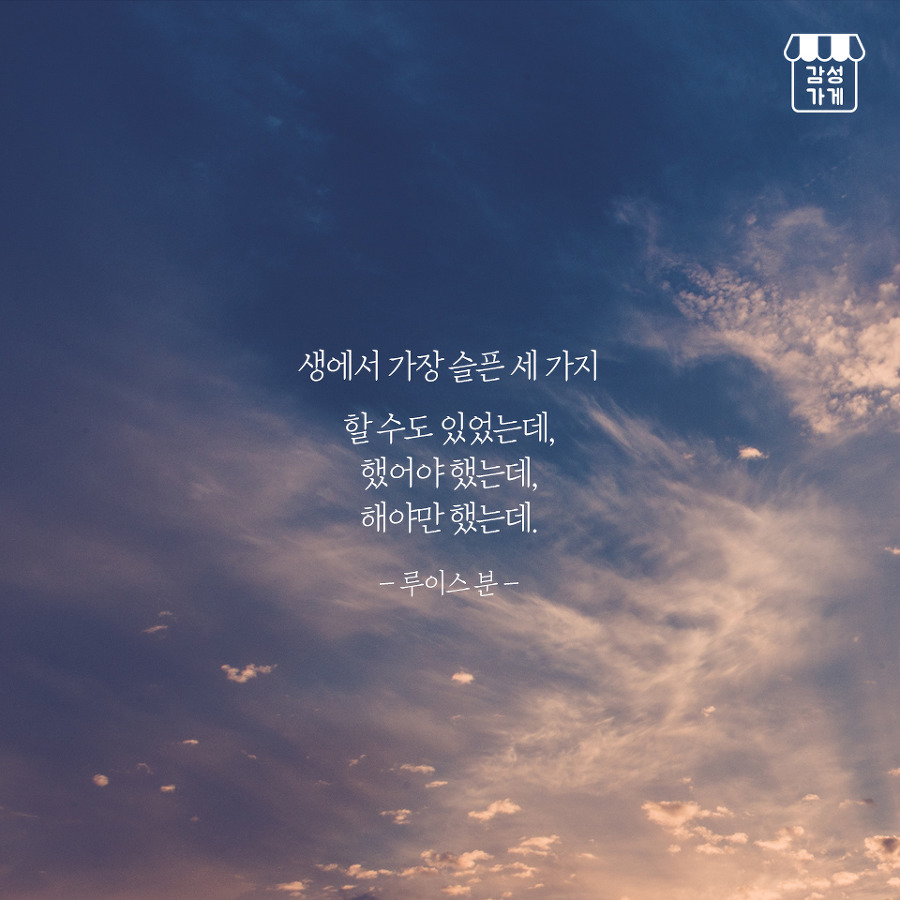 감성
가게
생에서 가장 슬픈 세 가지
할 수도 있었는데,
했어야 했는데,
해야만 했는데.
– 루이스 분 –